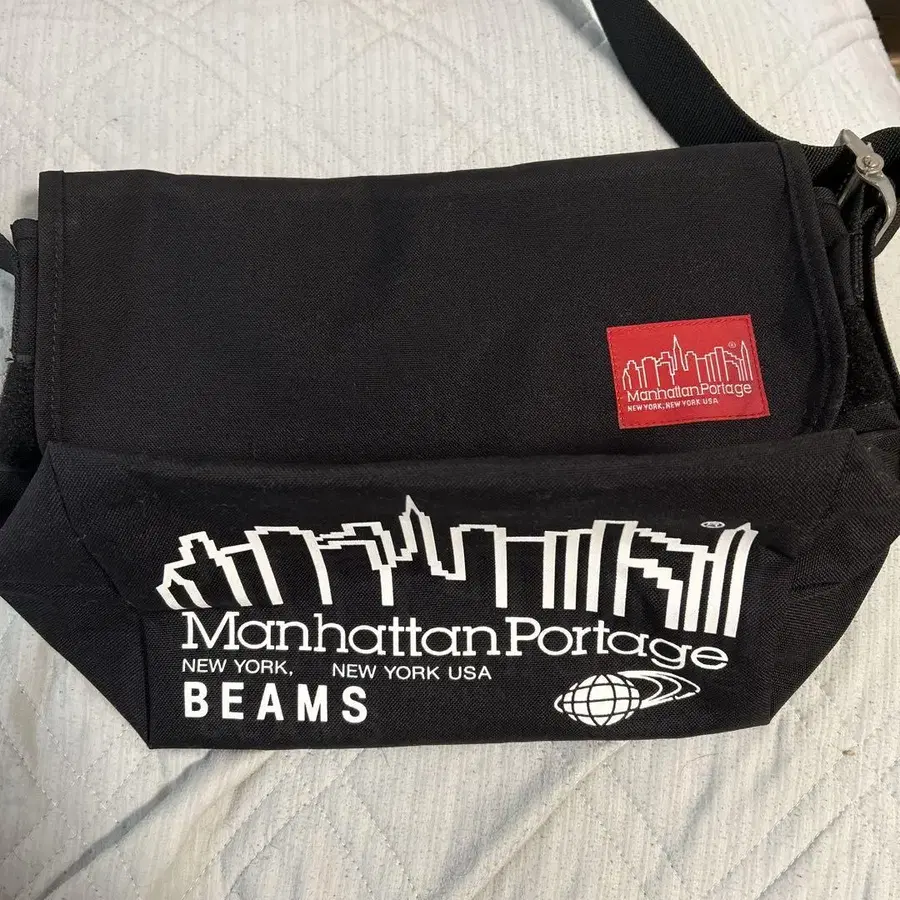 ®
Manhattan Portage
NEW YORK, NEW YORK USA
®
Manhattan Portage
NEW YORK, NEW YORK USA
BEAMS